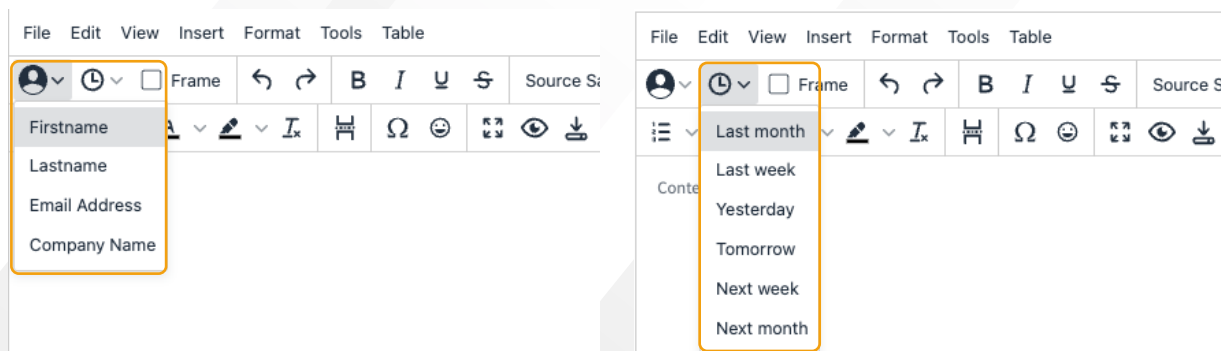 File Edit View Insert Format Tools Table
Frame B I U S Source Sa
Firstname
Lastname
Email Address
Company Name
File Edit View Insert Format Tools Table
Frame B I U S Source S
Last month
Conte
Last week
Yesterday
Tomorrow
Next week
Next month